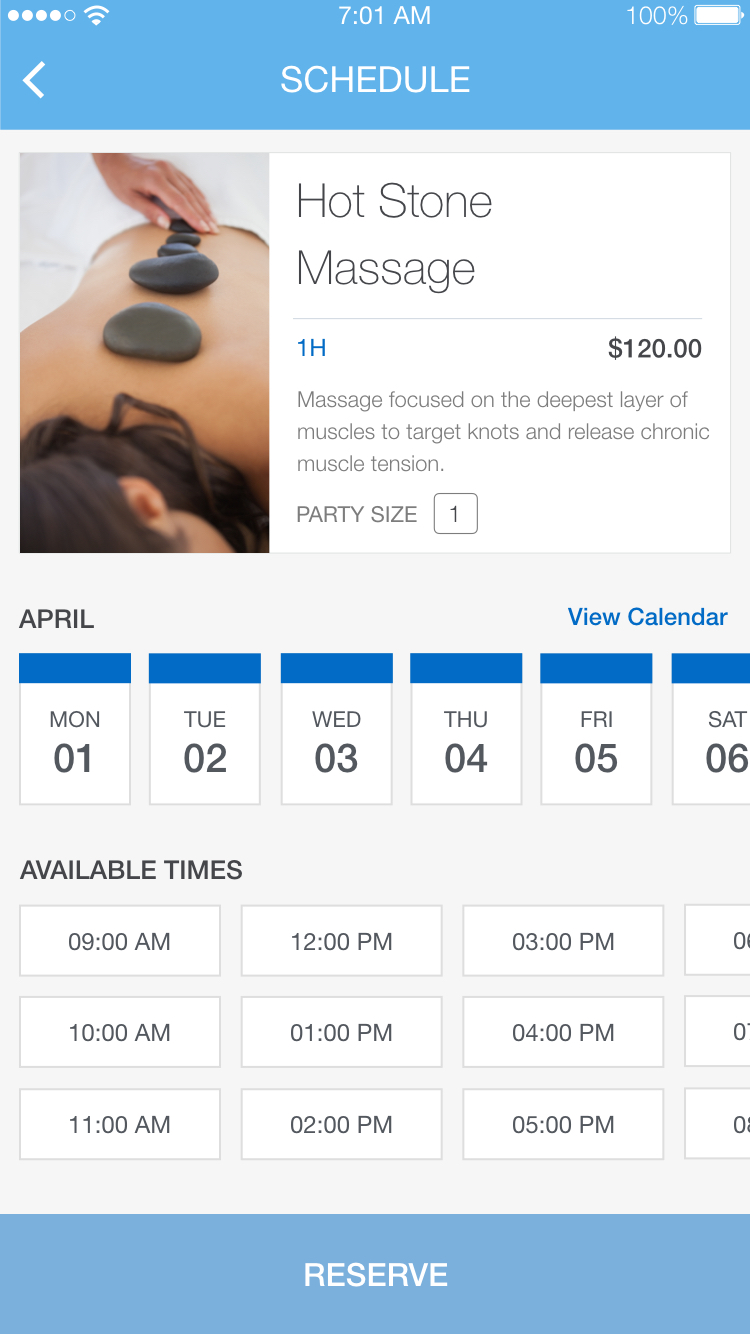 7:01 AM 100%
SCHEDULE
Hot Stone
Massage
1H $120.00
Massage focused on the deepest layer of
muscles to target knots and release chronic
muscle tension.
PARTY SIZE 1
APRIL View Calendar
MON TUE WED THU FRI SAT
01 02 03 04 05 06
AVAILABLE TIMES
09:00 AM 12:00 PM 03:00 PM
10:00 AM 01:00 PM 04:00 PM
11:00 AM 02:00 PM 05:00 PM
RESERVE